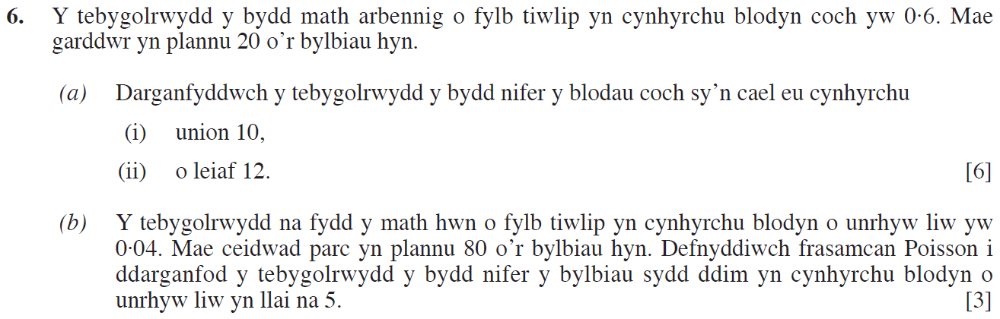 6. Y tebygolrwydd y bydd math arbennig o fylb tiwlip yn cynhyrchu blodyn coch yw 0·6. Mae
garddwr yn plannu 20 o’r bylbiau hyn.
(a) Darganfyddwch y tebygolrwydd y bydd nifer y blodau coch sy’n cael eu cynhyrchu
(i) union 10,
(ii) o leiaf 12. [6]
(b) Y tebygolrwydd na fydd y math hwn o fylb tiwlip yn cynhyrchu blodyn o unrhyw liw yw
0·04. Mae ceidwad parc yn plannu 80 o’r bylbiau hyn. Defnyddiwch frasamcan Poisson i
ddarganfod y tebygolrwydd y bydd nifer y bylbiau sydd ddim yn cynhyrchu blodyn o
unrhyw liw yn llai na 5. [3]